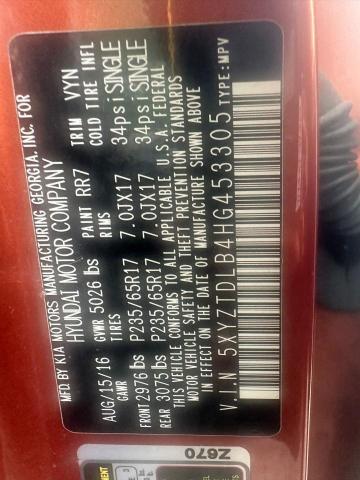 MFD.BY KIA MOTORS MANUFACTURING GEORGIA, INC. FOR
HYUNDAI MOTOR COMPANY
AUG/15/16 GVWR 5026 lbs PAINT RR7 TRIM VYN
GAWR TIRES RIMS COLD TIRE INFL
FRONT 2976 lbs P235/65R17 7.0JX17 34psi SINGLE
REAR 3075 lbs P235/65R17 7.0JX17 34psi SINGLE
THIS VEHICLE CONFORMS TO ALL APPLICABLE U.S.A. FEDERAL
MOTOR VEHICLE SAFETY AND THEFT PREVENTION STANDARDS
IN EFFECT ON THE DATE OF MANUFACTURE SHOWN ABOVE
V.I.N 5XYZTDLB4HG453305 TYPE:MPV
Z670